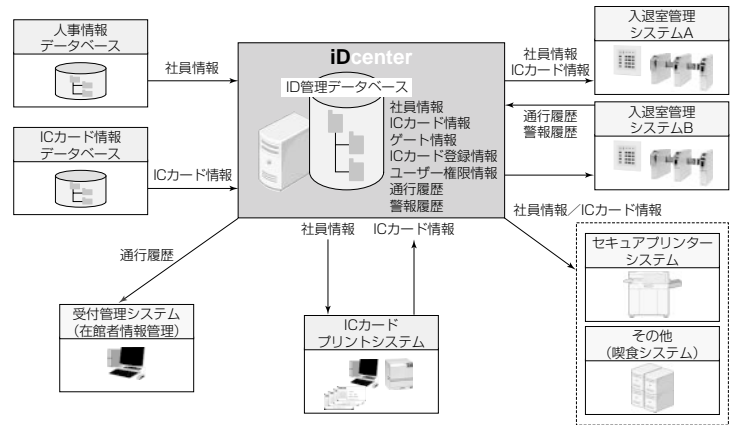 人事情報
データベース
社員情報
ICカード情報
データベース
ICカード情報
iDcenter
ID管理データベース
社員情報
ICカード情報
ゲート情報
ICカード登録情報
ユーザー権限情報
通行履歴
警報履歴
社員情報
ICカード情報
入退室管理
システムA
通行履歴
警報履歴
入退室管理
システムB
社員情報/ICカード情報
セキュアプリンター
システム
その他
(喫食システム)
通行履歴
受付管理システム
(在館者情報管理)
社員情報
ICカード情報
ICカード
プリントシステム